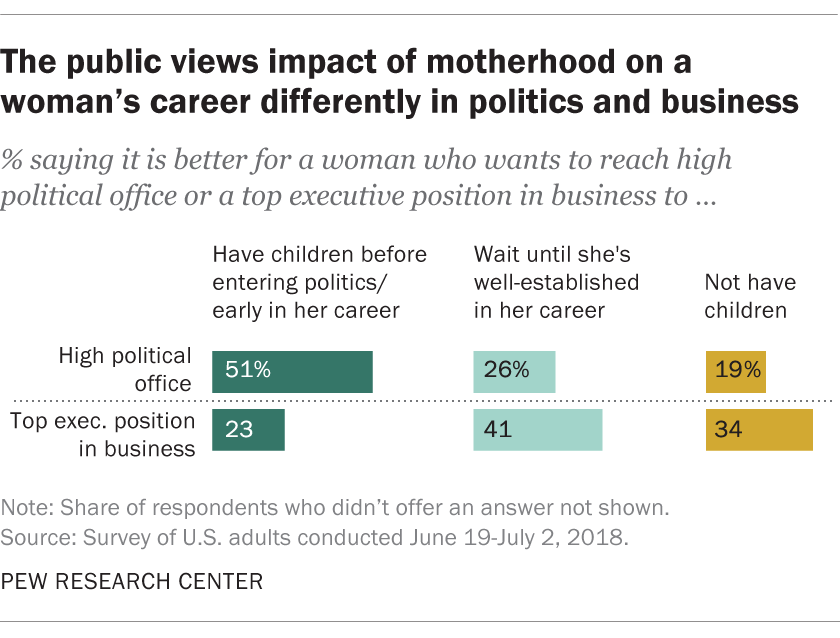 The public views impact of motherhood on a
woman’s career differently in politics and business
% saying it is better for a woman who wants to reach high
political office or a top executive position in business to ...
Have children before
entering politics/
early in her career
Wait until she's
well-established
in her career
Not have
children
High political
office
51%
26%
19%
Top exec. position
in business
23
41
34
Note: Share of respondents who didn’t offer an answer not shown.
Source: Survey of U.S. adults conducted June 19-July 2, 2018.
PEW RESEARCH CENTER